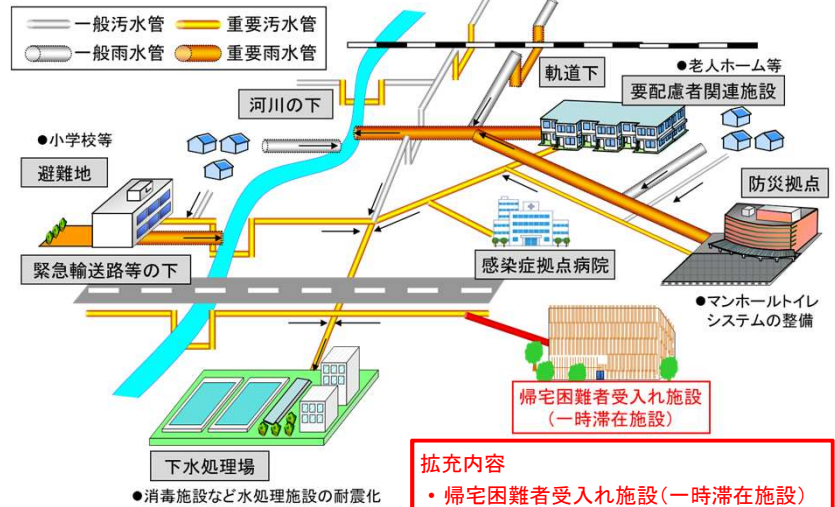 一般汚水管 重要汚水管
一般雨水管 重要雨水管
軌道下
●老人ホーム等
要配慮者関連施設
河川の下
●小学校等
避難地
防災拠点
緊急輸送路等の下
感染症拠点病院
●マンホールトイレ
システムの整備
帰宅困難者受入れ施設
(一時滞在施設)
下水処理場
●消毒施設など水処理施設の耐震化
拡充内容
・帰宅困難者受入れ施設(一時滞在施設)